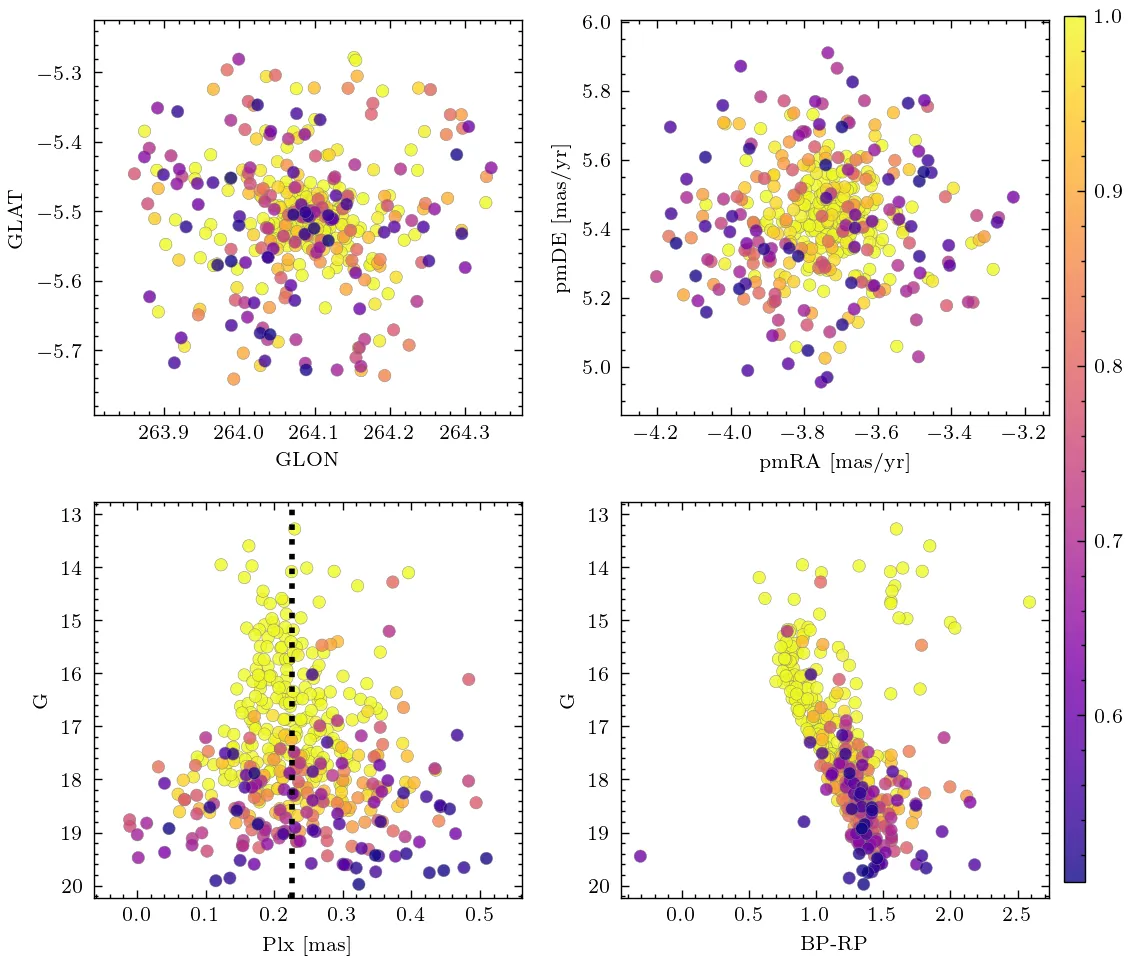 −5.3
−5.4
−5.5
−5.6
−5.7
GLAT
263.9 264.0 264.1 264.2 264.3
GLON
6.0
5.8
5.6
5.4
5.2
5.0
pmDE [mas/yr]
−4.2 −4.0 −3.8 −3.6 −3.4 −3.2
pmRA [mas/yr]
1.0
0.9
0.8
0.7
0.6
13
14
15
16
17
18
19
20
G
0.0 0.1 0.2 0.3 0.4 0.5
Plx [mas]
13
14
15
16
17
18
19
20
G
0.0 0.5 1.0 1.5 2.0 2.5
BP-RP